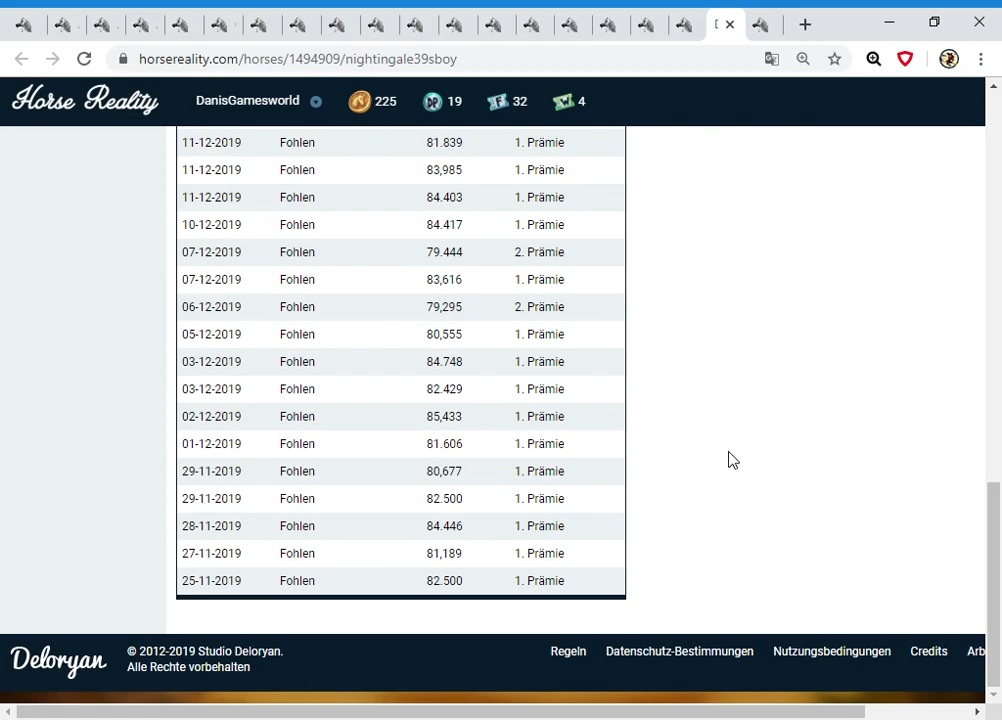 horsereality.com/horses/1494909/nightingale39sboy
Horse Reality DanisGamesworld 225 DP 19 32 4
11-12-2019 Fohlen 81.839 1. Prämie
11-12-2019 Fohlen 83,985 1. Prämie
11-12-2019 Fohlen 84.403 1. Prämie
10-12-2019 Fohlen 84.417 1. Prämie
07-12-2019 Fohlen 79.444 2. Prämie
07-12-2019 Fohlen 83,616 1. Prämie
06-12-2019 Fohlen 79,295 2. Prämie
05-12-2019 Fohlen 80,555 1. Prämie
03-12-2019 Fohlen 84.748 1. Prämie
03-12-2019 Fohlen 82.429 1. Prämie
02-12-2019 Fohlen 85,433 1. Prämie
01-12-2019 Fohlen 81.606 1. Prämie
29-11-2019 Fohlen 80,677 1. Prämie
29-11-2019 Fohlen 82.500 1. Prämie
28-11-2019 Fohlen 84.446 1. Prämie
27-11-2019 Fohlen 81,189 1. Prämie
25-11-2019 Fohlen 82.500 1. Prämie
Deloryan © 2012-2019 Studio Deloryan. Regeln Datenschutz-Bestimmungen Nutzungsbedingungen Credits Arb
Alle Rechte vorbehalten